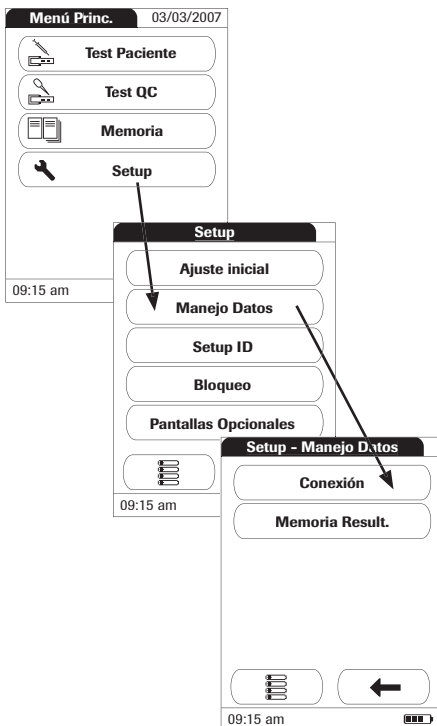 Menú Princ. 03/03/2007
Test Paciente
Test QC
Memoria
Setup
09:15 am
Setup
Ajuste inicial
Manejo Datos
Setup ID
Bloqueo
Pantallas Opcionales
09:15 am
Setup - Manejo Datos
Conexión
Memoria Result.
09:15 am